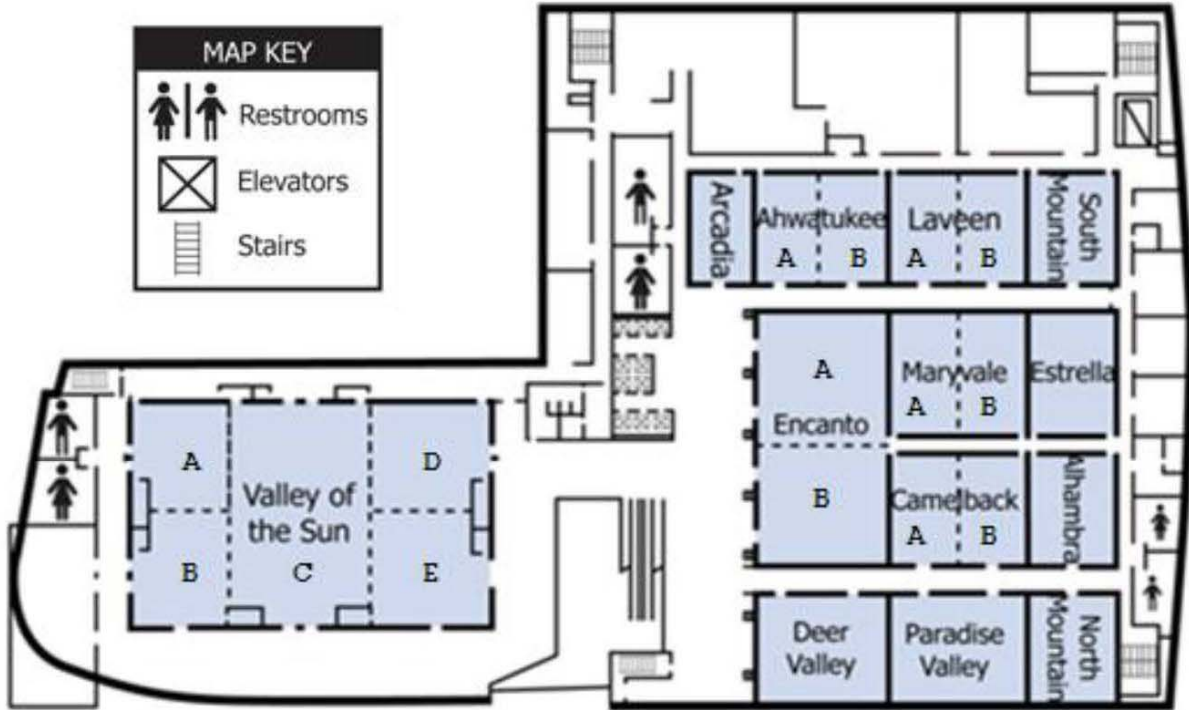 MAP KEY
Restrooms
Elevators
Stairs
Arcadia
Ahwatukee
A B
Laveen
A B
South
Mountain
A
Encanto
B
Maryvale
A B
Estrella
Camelback
A B
Alhambra
Deer
Valley
Paradise
Valley
North
Mountain
A
B
Valley of
the Sun
C
D
E